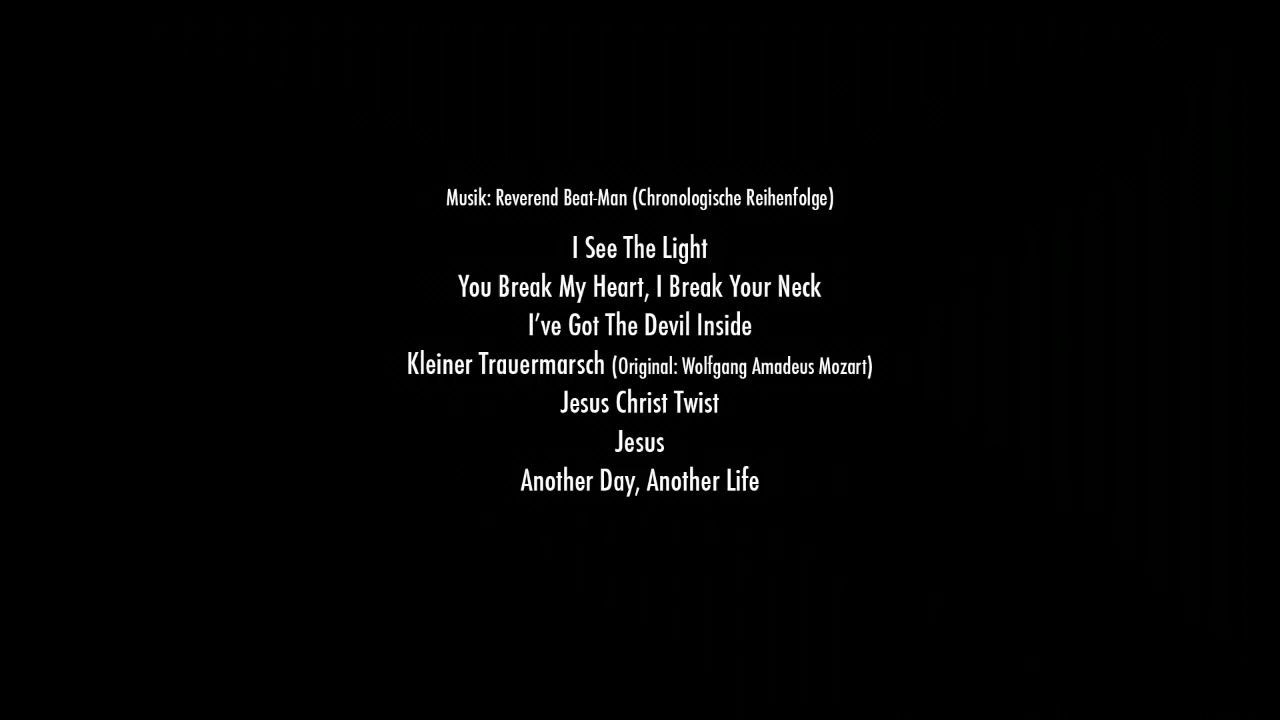 Musik: Reverend Beat-Man (Chronologische Reihenfolge)
I See The Light
You Break My Heart, I Break Your Neck
I’ve Got The Devil Inside
Kleiner Trauermarsch (Original: Wolfgang Amadeus Mozart)
Jesus Christ Twist
Jesus
Another Day, Another Life